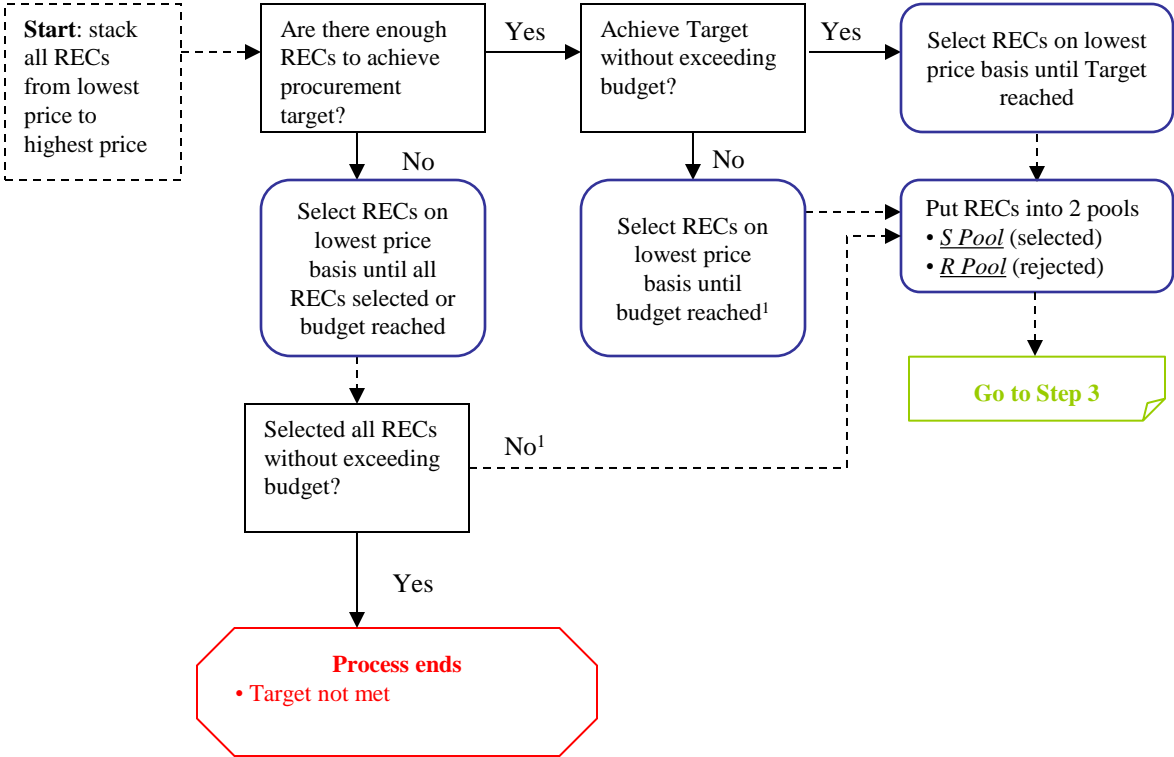 Start: stack
all RECs
from lowest
price to
highest price
Are there enough
RECs to achieve
procurement
target?
Yes
Achieve Target
without exceeding
budget?
Yes
Select RECs on lowest
price basis until Target
reached
No
No
Select RECs on
lowest price
basis until all
RECs selected or
budget reached
Select RECs on
lowest price
basis until
budget reached¹
Put RECs into 2 pools
• S Pool (selected)
• R Pool (rejected)
Go to Step 3
Selected all RECs
without exceeding
budget?
No¹
Yes
Process ends
• Target not met